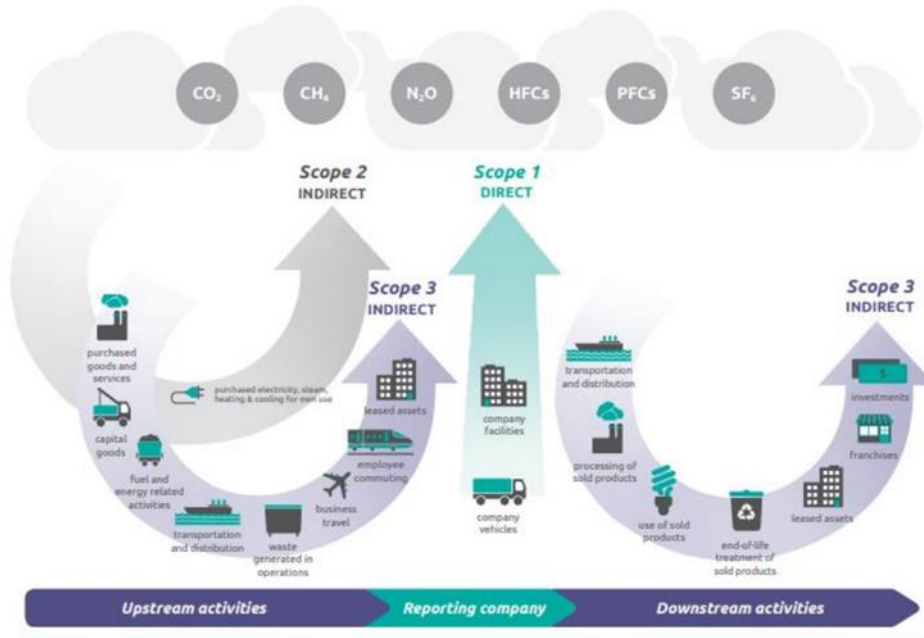 CO₂
CH₄
N₂O
HFCs
PFCs
SF₆
Scope 2
INDIRECT
Scope 1
DIRECT
Scope 3
INDIRECT
Scope 3
INDIRECT
purchased
goods and
services
capital
goods
fuel and
energy related
activities
transportation
and distribution
waste
generated in
operations
business
travel
employee
commuting
leased assets
purchased electricity, steam,
heating & cooling for own use
company
facilities
company
vehicles
transportation
and distribution
processing of
sold products
use of sold
products
end-of-life
treatment of
sold products
leased assets
franchises
investments
$
Upstream activities
Reporting company
Downstream activities